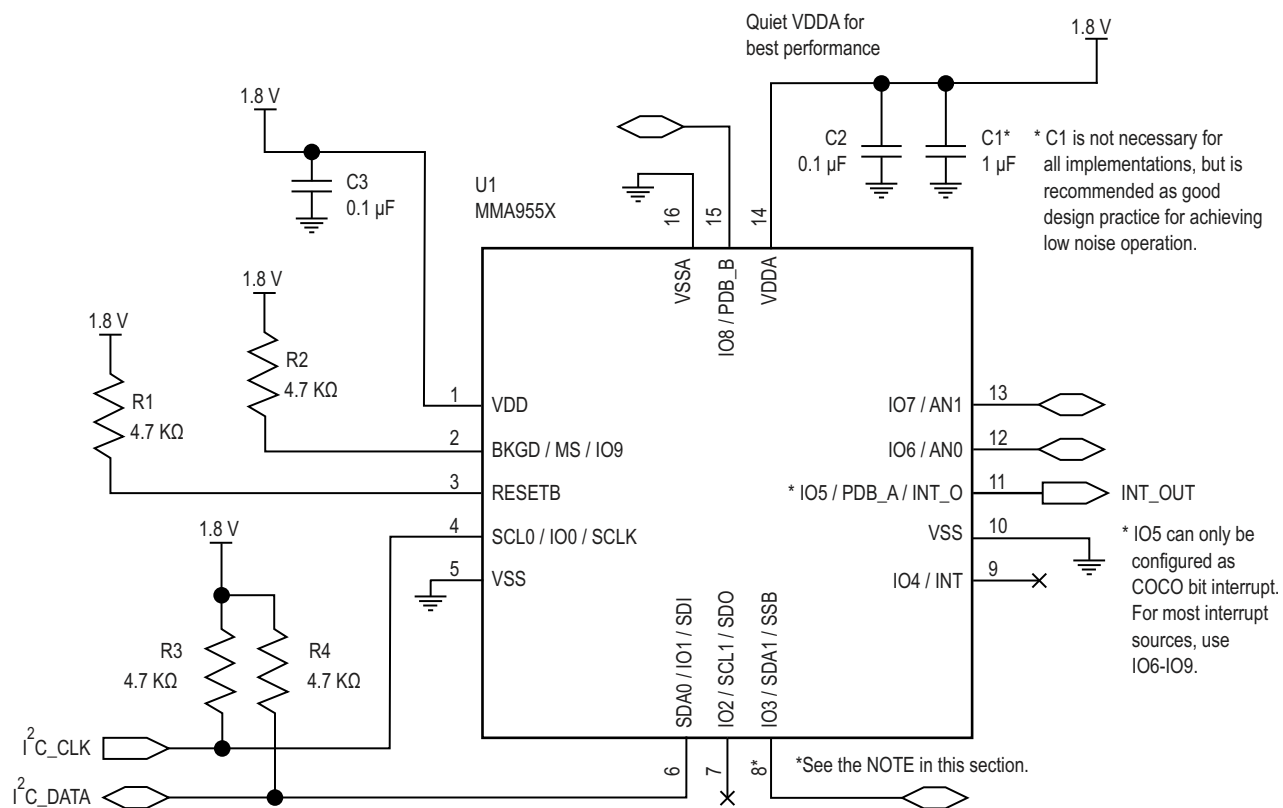 Quiet VDDA for
best performance
1.8 V
1.8 V
C2
0.1 µF
C1*
1 µF
* C1 is not necessary for
all implementations, but is
recommended as good
design practice for achieving
low noise operation.
C3
0.1 µF
U1
MMA955X
16
15
14
VSSA
IO8 / PDB_B
VDDA
1.8 V
1.8 V
R2
4.7 KΩ
R1
4.7 KΩ
1
VDD
2
BKGD / MS / IO9
3
RESETB
4
SCL0 / IO0 / SCLK
5
VSS
IO7 / AN1
13
IO6 / AN0
12
* IO5 / PDB_A / INT_O
11
INT_OUT
VSS
10
IO4 / INT
9
* IO5 can only be
configured as
COCO bit interrupt.
For most interrupt
sources, use
IO6-IO9.
1.8 V
R3
4.7 KΩ
R4
4.7 KΩ
SDA0 / IO1 / SDI
IO2 / SCL1 / SDO
IO3 / SDA1 / SSB
I²C_CLK
6
7
8*
*See the NOTE in this section.
I²C_DATA